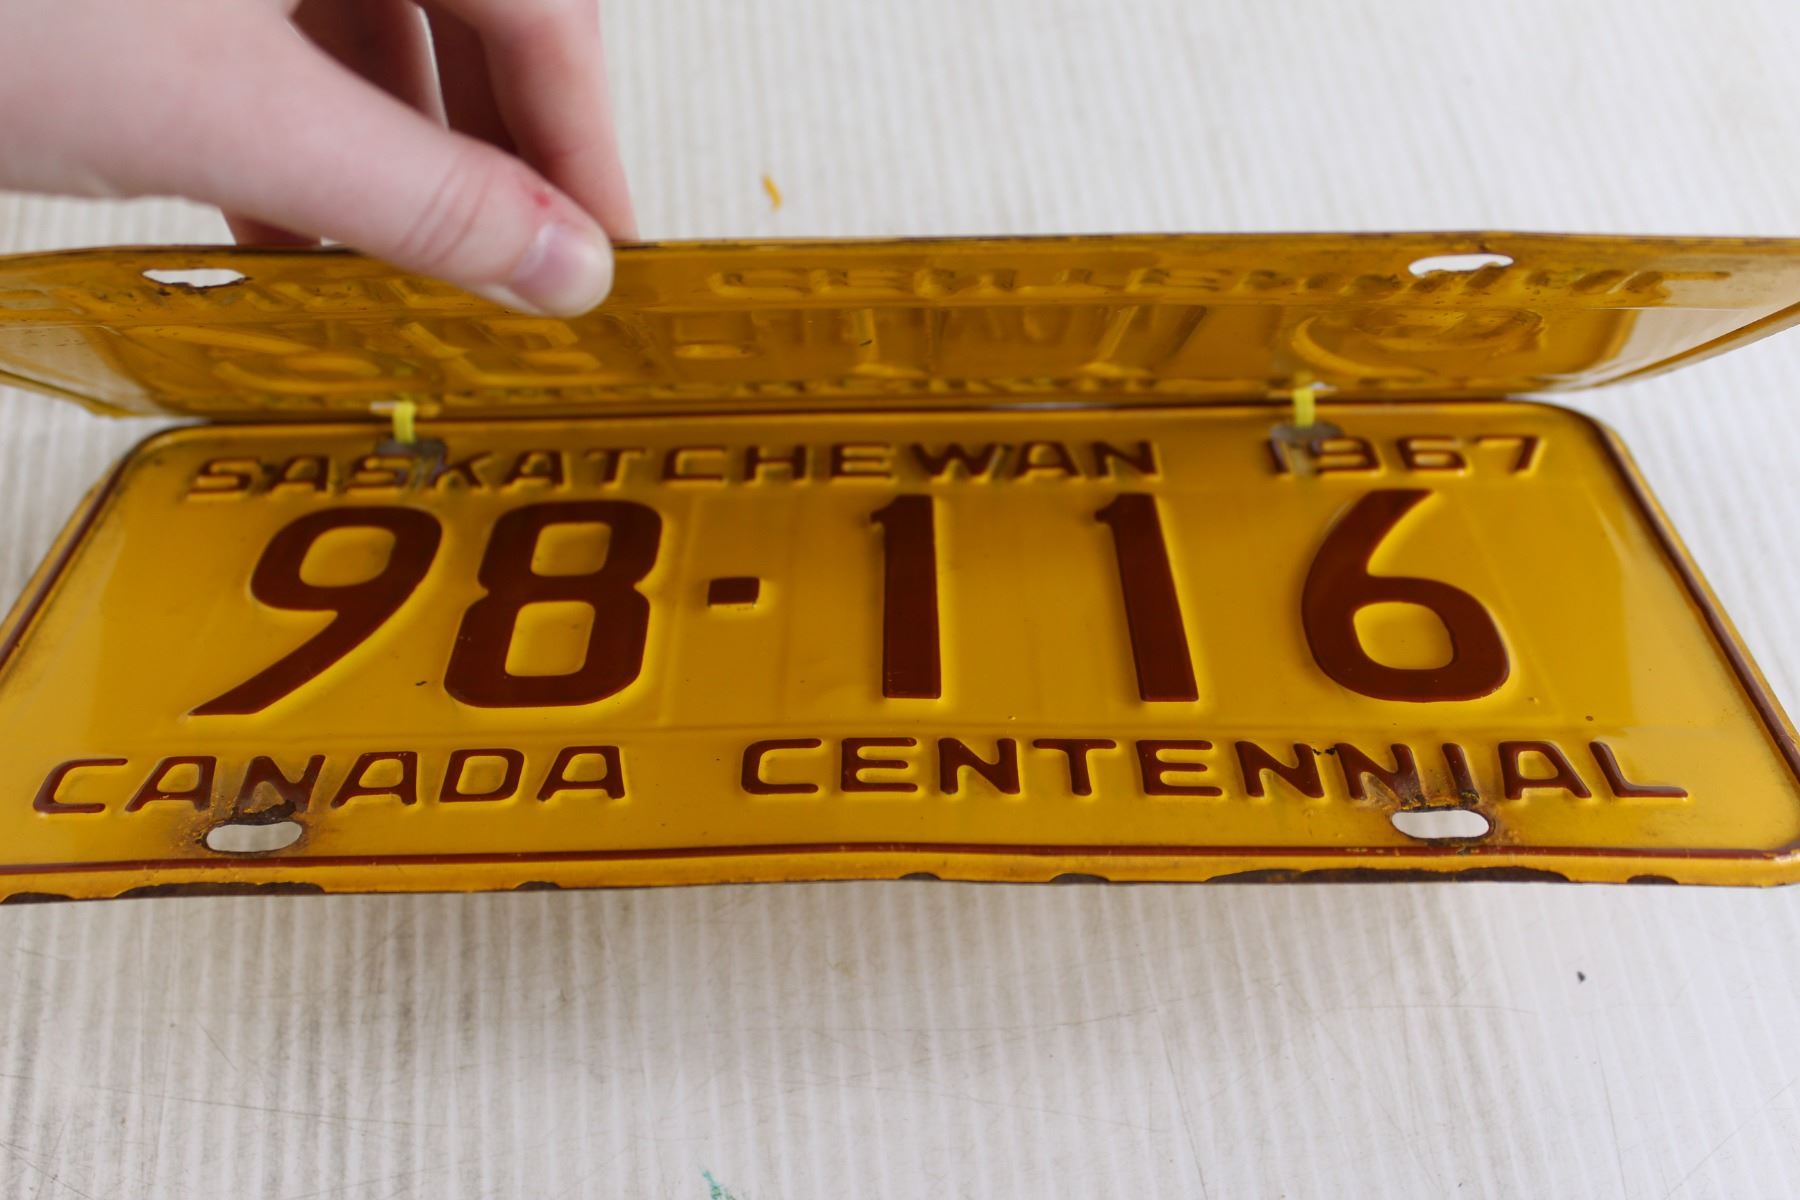 SASKATCHEWAN 1967
98-116
CANADA CENTENNIAL